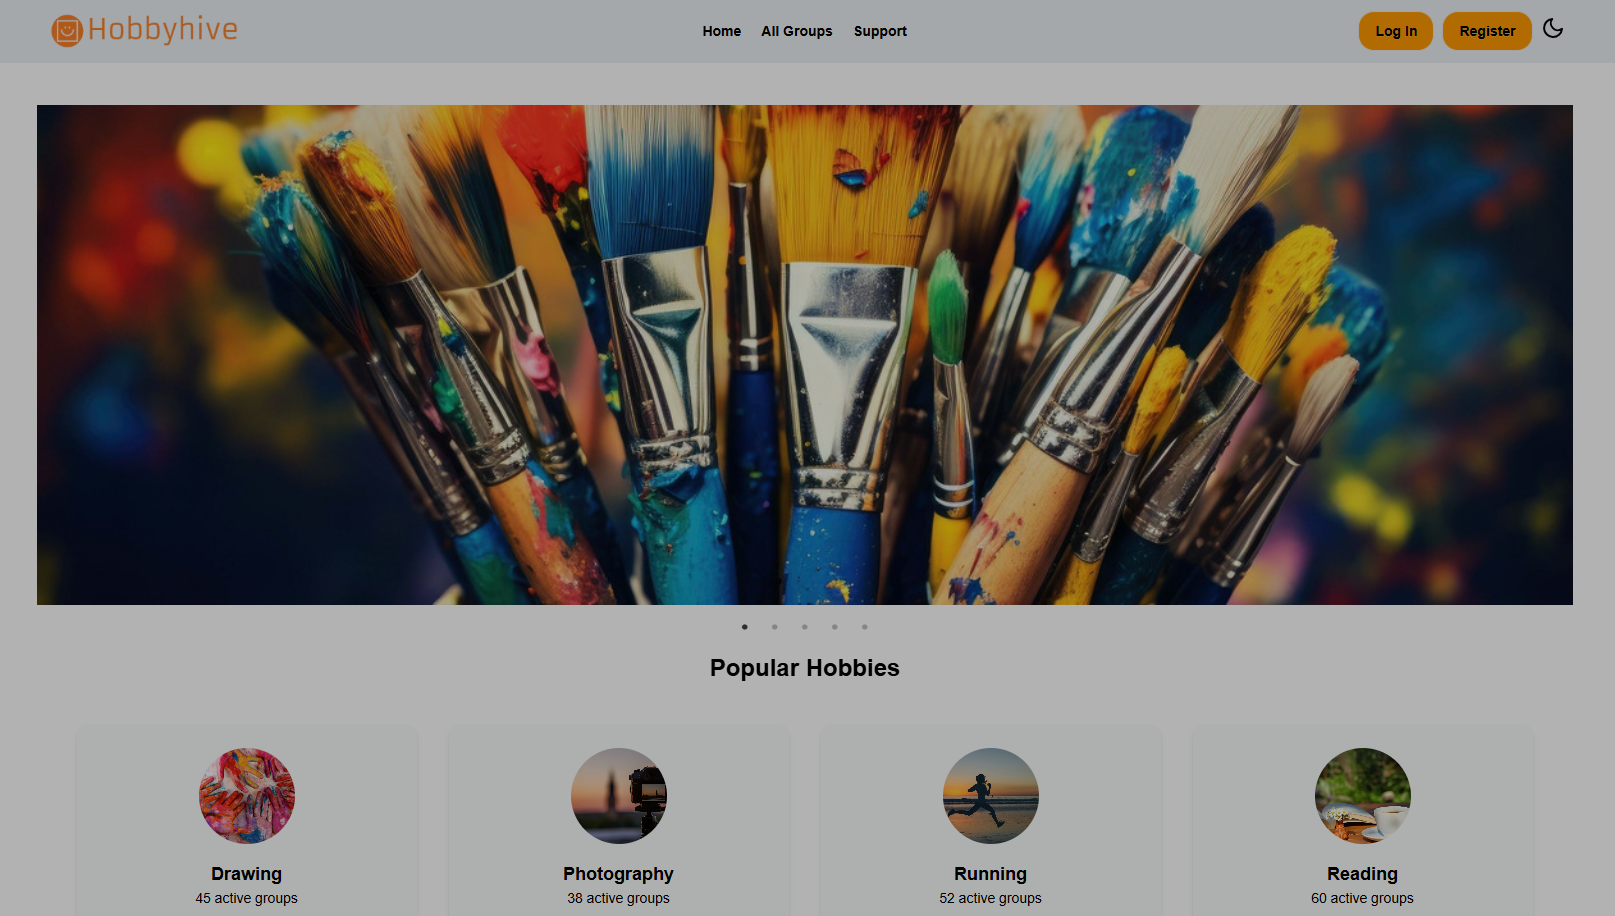 Hobbyhive
Home All Groups Support
Log In Register
Popular Hobbies
Drawing
45 active groups
Photography
38 active groups
Running
52 active groups
Reading
60 active groups